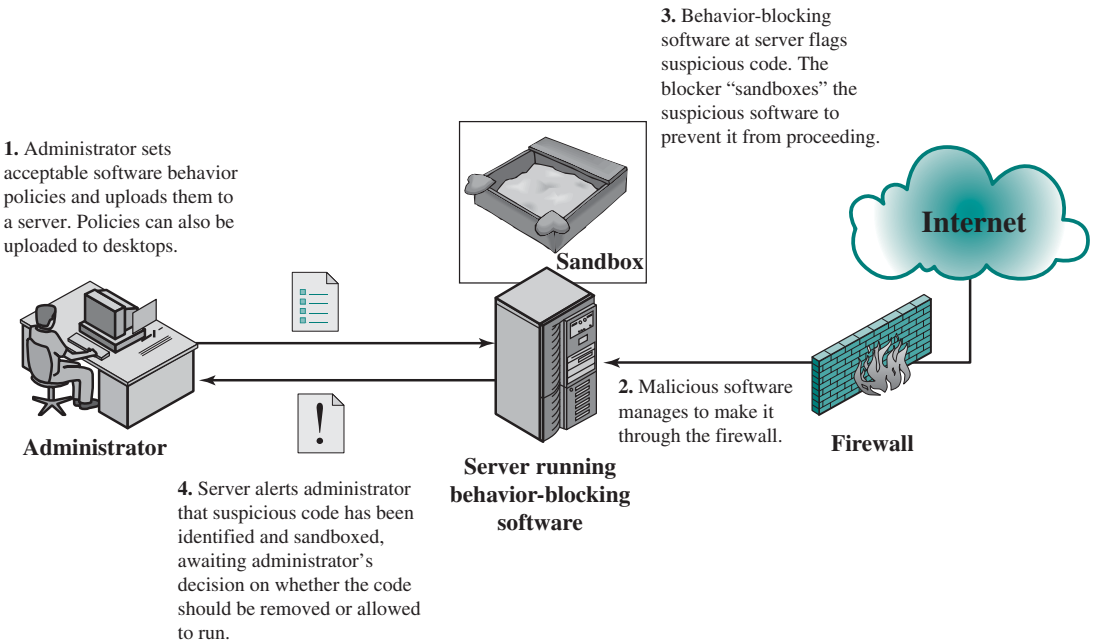 1. Administrator sets
acceptable software behavior
policies and uploads them to
a server. Policies can also be
uploaded to desktops.
Administrator
4. Server alerts administrator
that suspicious code has been
identified and sandboxed,
awaiting administrator’s
decision on whether the code
should be removed or allowed
to run.
!
Sandbox
Server running
behavior-blocking
software
3. Behavior-blocking
software at server flags
suspicious code. The
blocker “sandboxes” the
suspicious software to
prevent it from proceeding.
2. Malicious software
manages to make it
through the firewall.
Internet
Firewall